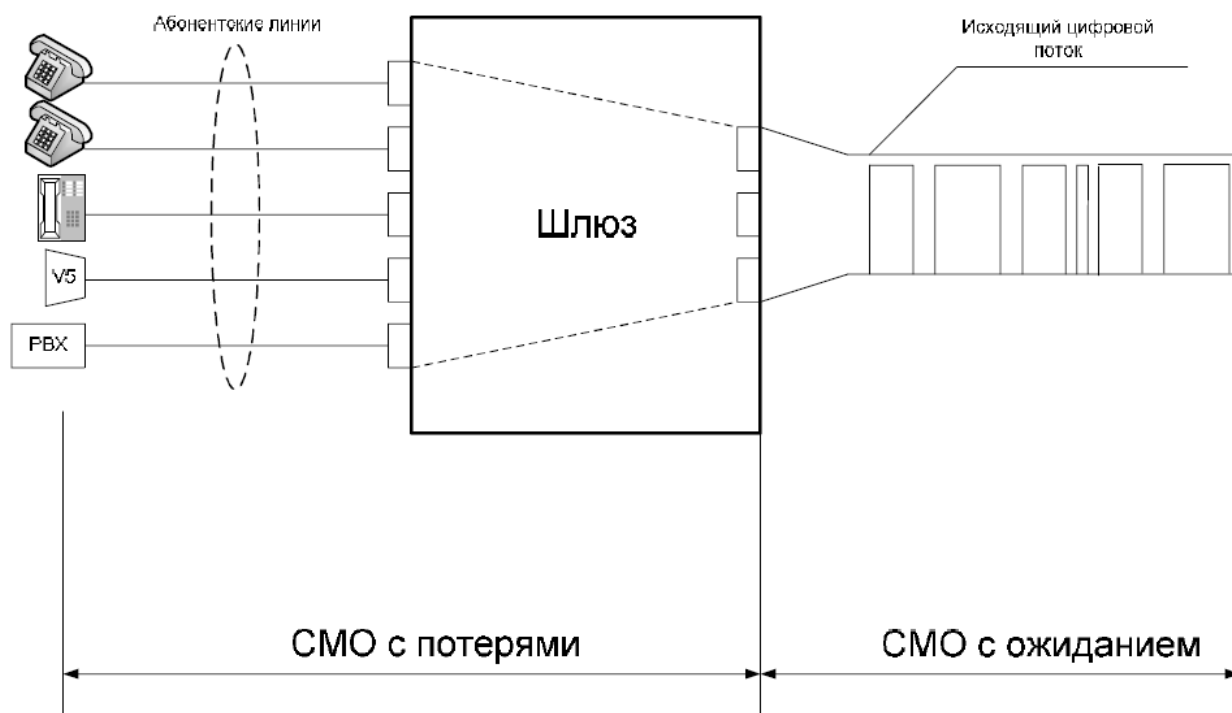 Абонентские линии
Исходящий цифровой
поток
Шлюз
V5
PBX
СМО с потерями
СМО с ожиданием